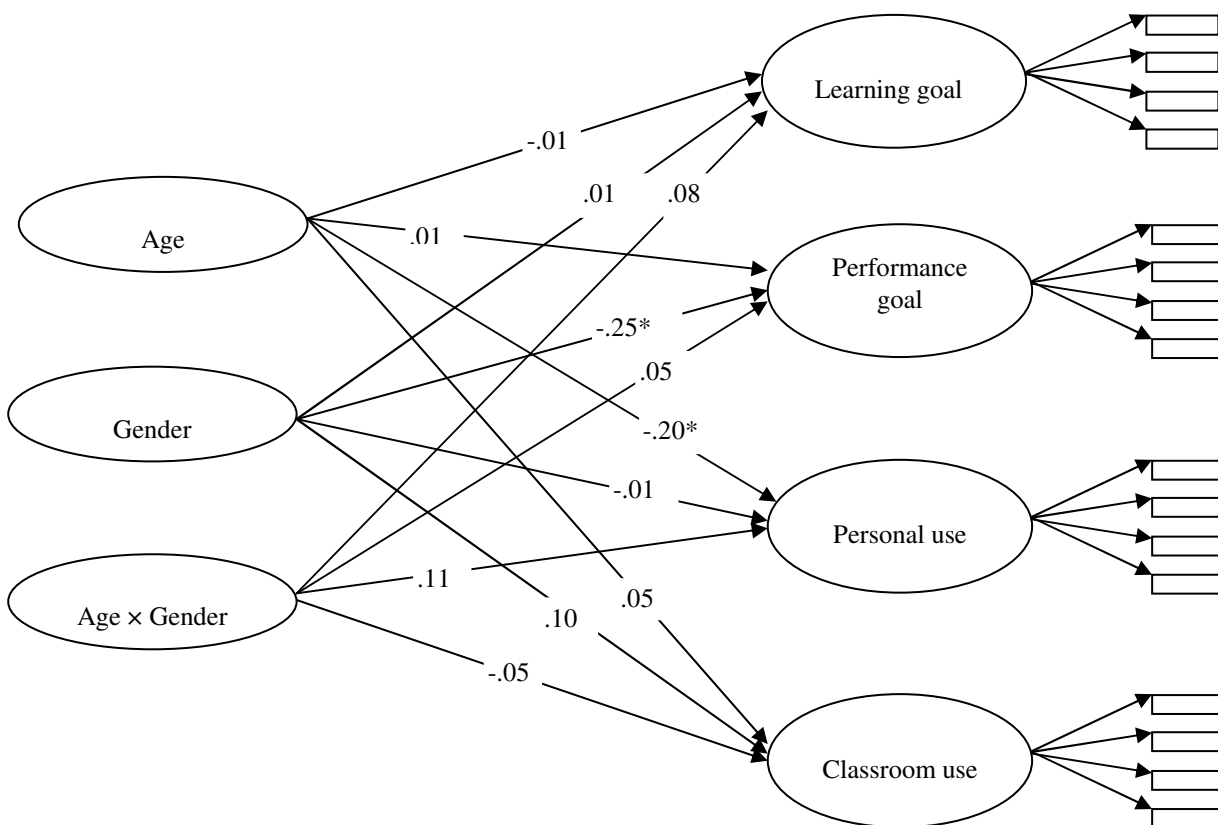 Learning goal
-.01
.01
.08
Age
.01
Performance
goal
-.25*
.05
Gender
-.20*
-.01
Personal use
.11
.05
Age × Gender
.10
-.05
Classroom use